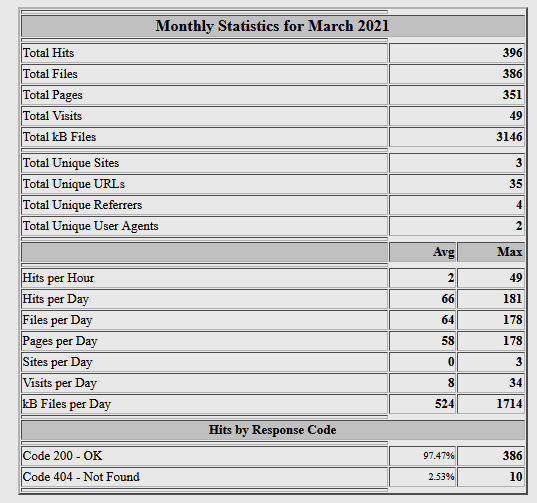 Monthly Statistics for March 2021
Total Hits 396
Total Files 386
Total Pages 351
Total Visits 49
Total kB Files 3146
Total Unique Sites 3
Total Unique URLs 35
Total Unique Referrers 4
Total Unique User Agents 2
Avg Max
Hits per Hour 2 49
Hits per Day 66 181
Files per Day 64 178
Pages per Day 58 178
Sites per Day 0 3
Visits per Day 8 34
kB Files per Day 524 1714
Hits by Response Code
Code 200 - OK 97.47% 386
Code 404 - Not Found 2.53% 10